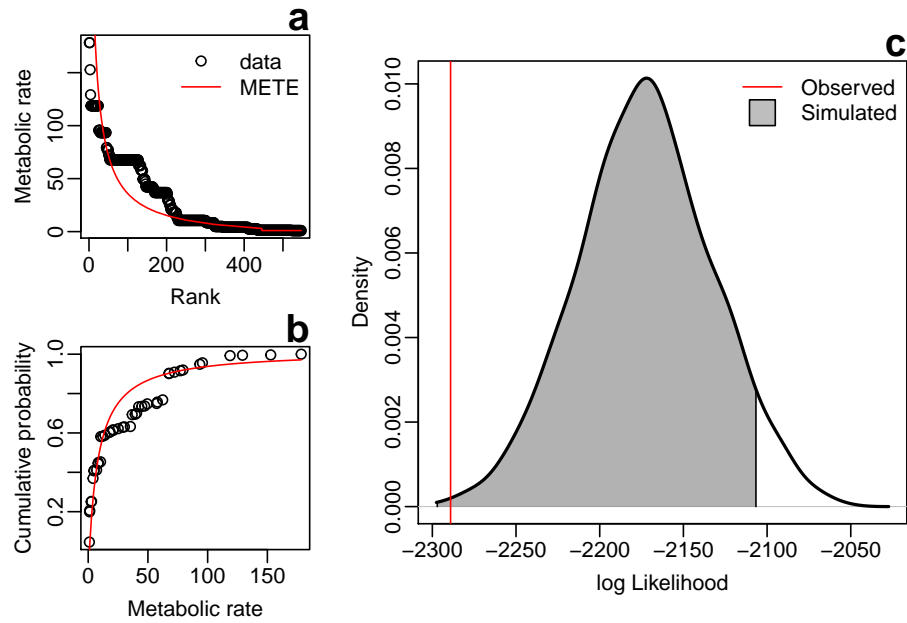 a
Metabolic rate
0 50 100
data
METE
0 200 400
Rank
b
Cumulative probability
0.2 0.6 1.0
0 50 100 150
Metabolic rate
c
Density
0.000 0.002 0.004 0.006 0.008 0.010
Observed
Simulated
−2300 −2250 −2200 −2150 −2100 −2050
log Likelihood